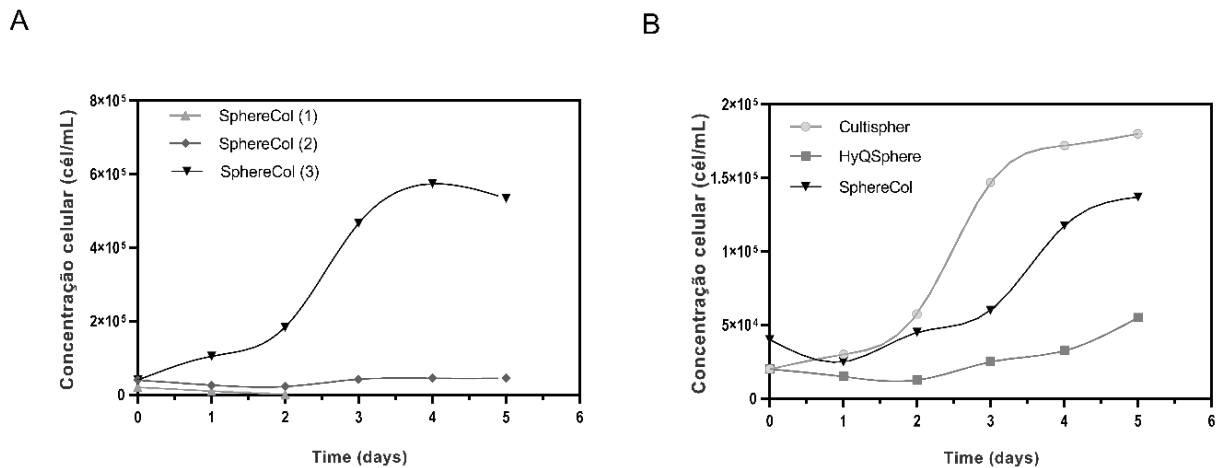 A
B
8×10⁵
6×10⁵
4×10⁵
2×10⁵
0
SphereCol (1)
SphereCol (2)
SphereCol (3)
Concentração celular (cél/mL)
0 1 2 3 4 5 6
Time (days)
2×10⁵
1.5×10⁵
1×10⁵
5×10⁴
0
Cultispher
HyQSphere
SphereCol
Concentração celular (cél/mL)
0 1 2 3 4 5 6
Time (days)